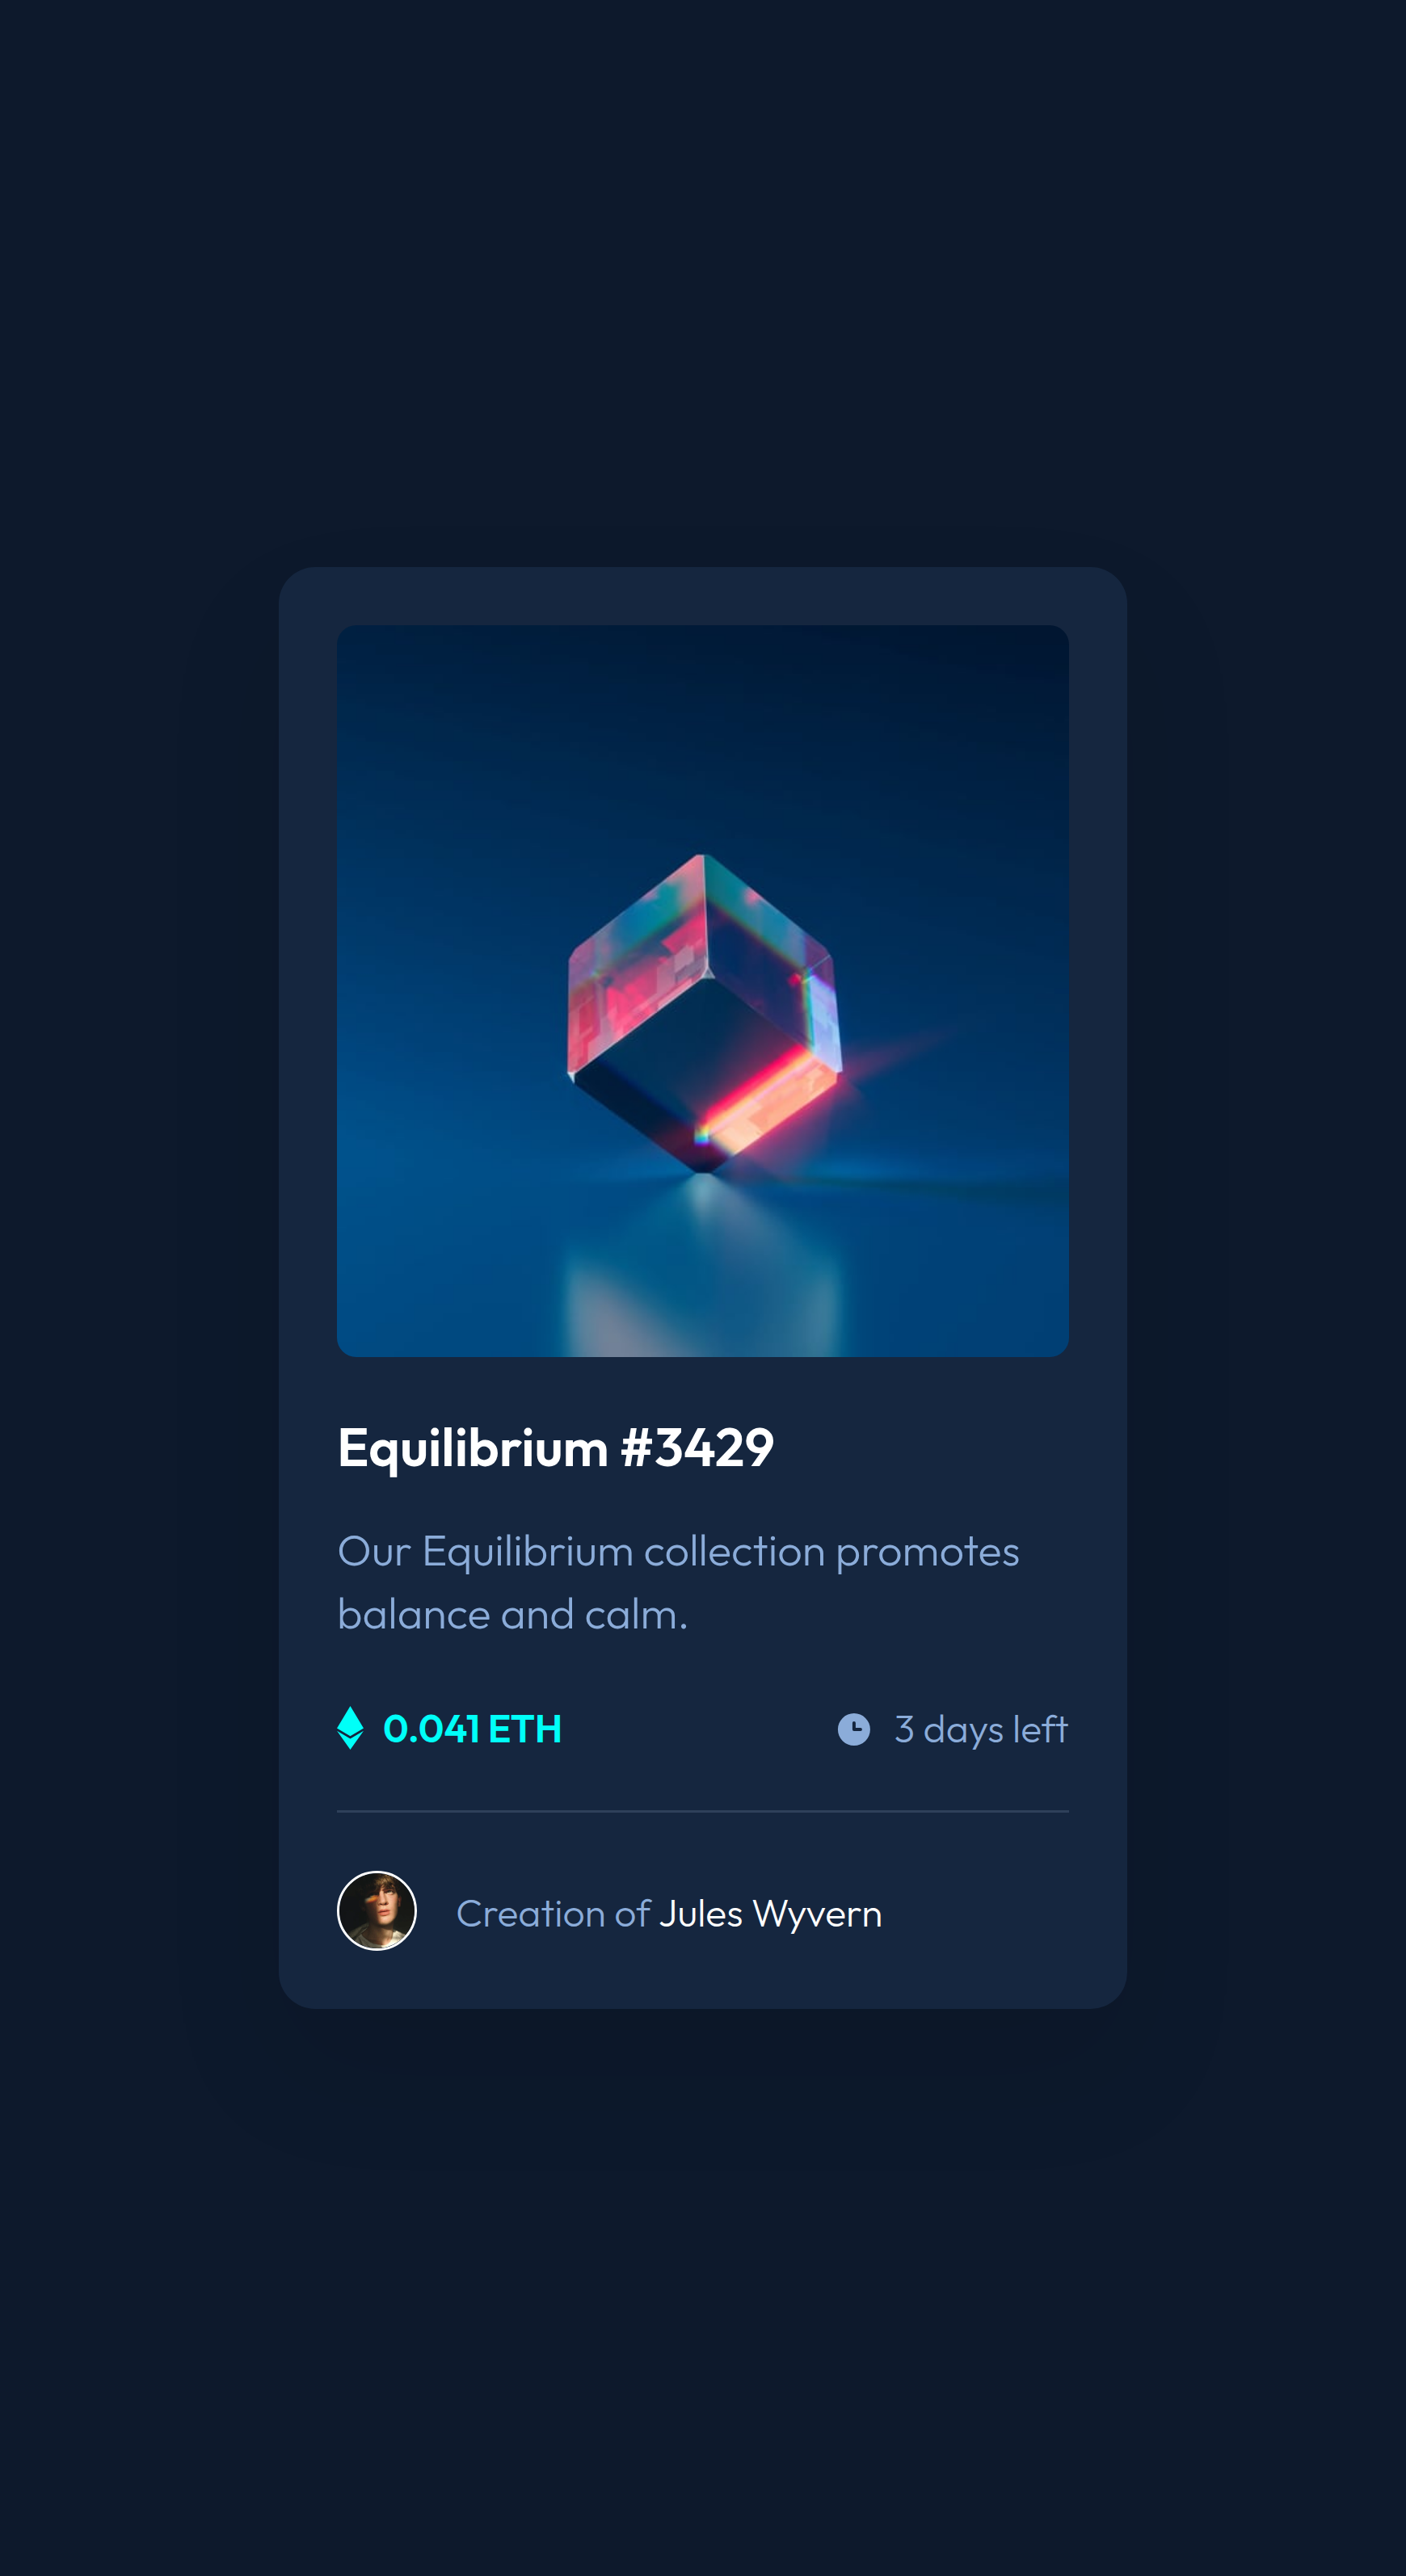 Equilibrium #3429
Our Equilibrium collection promotes
balance and calm.
0.041 ETH
3 days left
Creation of Jules Wyvern